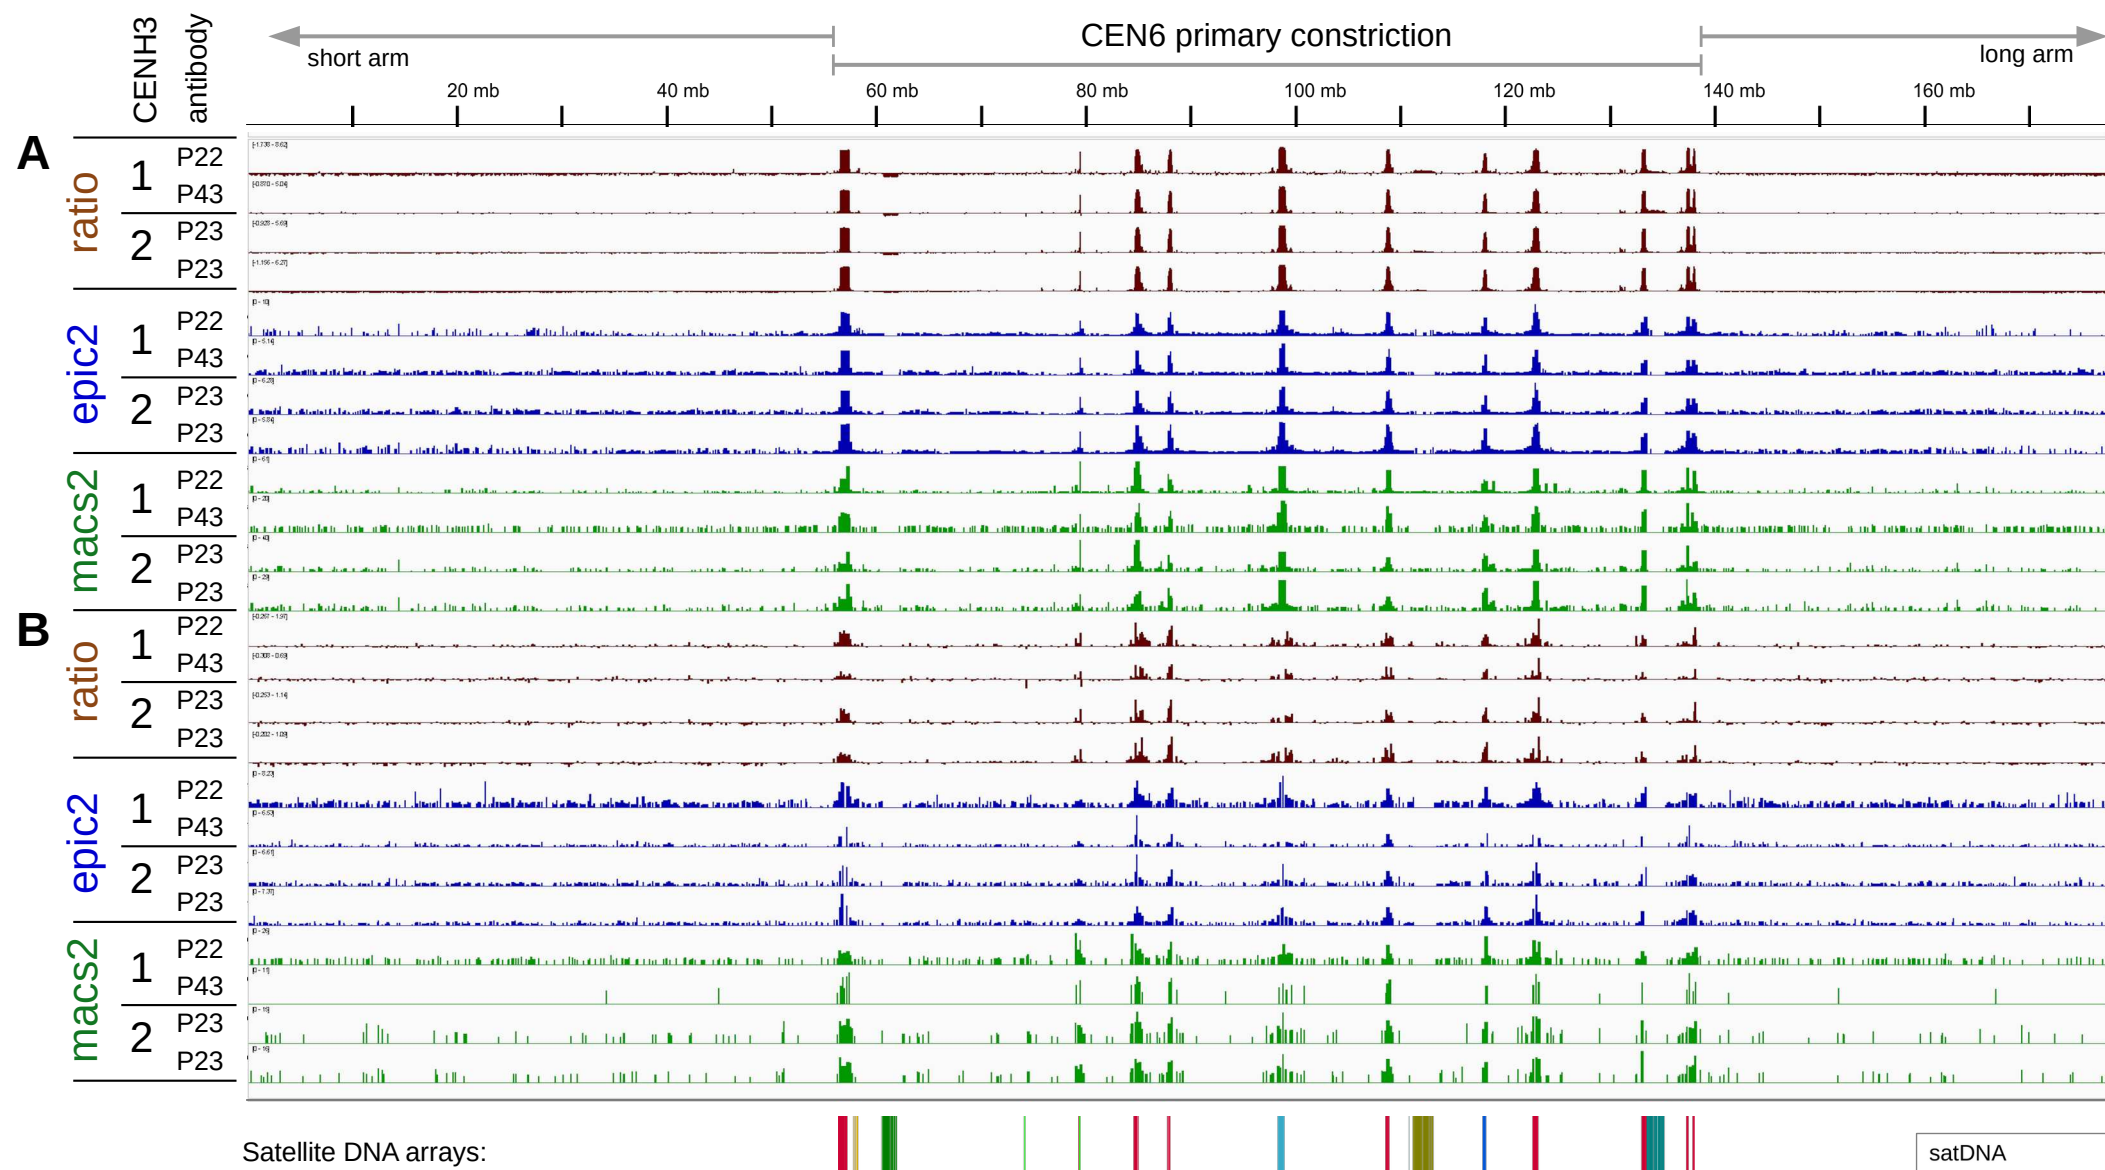 CENH3
antibody
short arm
CEN6 primary constriction
long arm
20 mb
40 mb
60 mb
80 mb
100 mb
120 mb
140 mb
160 mb
A
ratio
1
P22
P43
2
P23
P23
epic2
1
P22
P43
2
P23
P23
macs2
1
P22
P43
2
P23
P23
B
ratio
1
P22
P43
2
P23
P23
epic2
1
P22
P43
2
P23
P23
macs2
1
P22
P43
2
P23
P23
Satellite DNA arrays:
satDNA